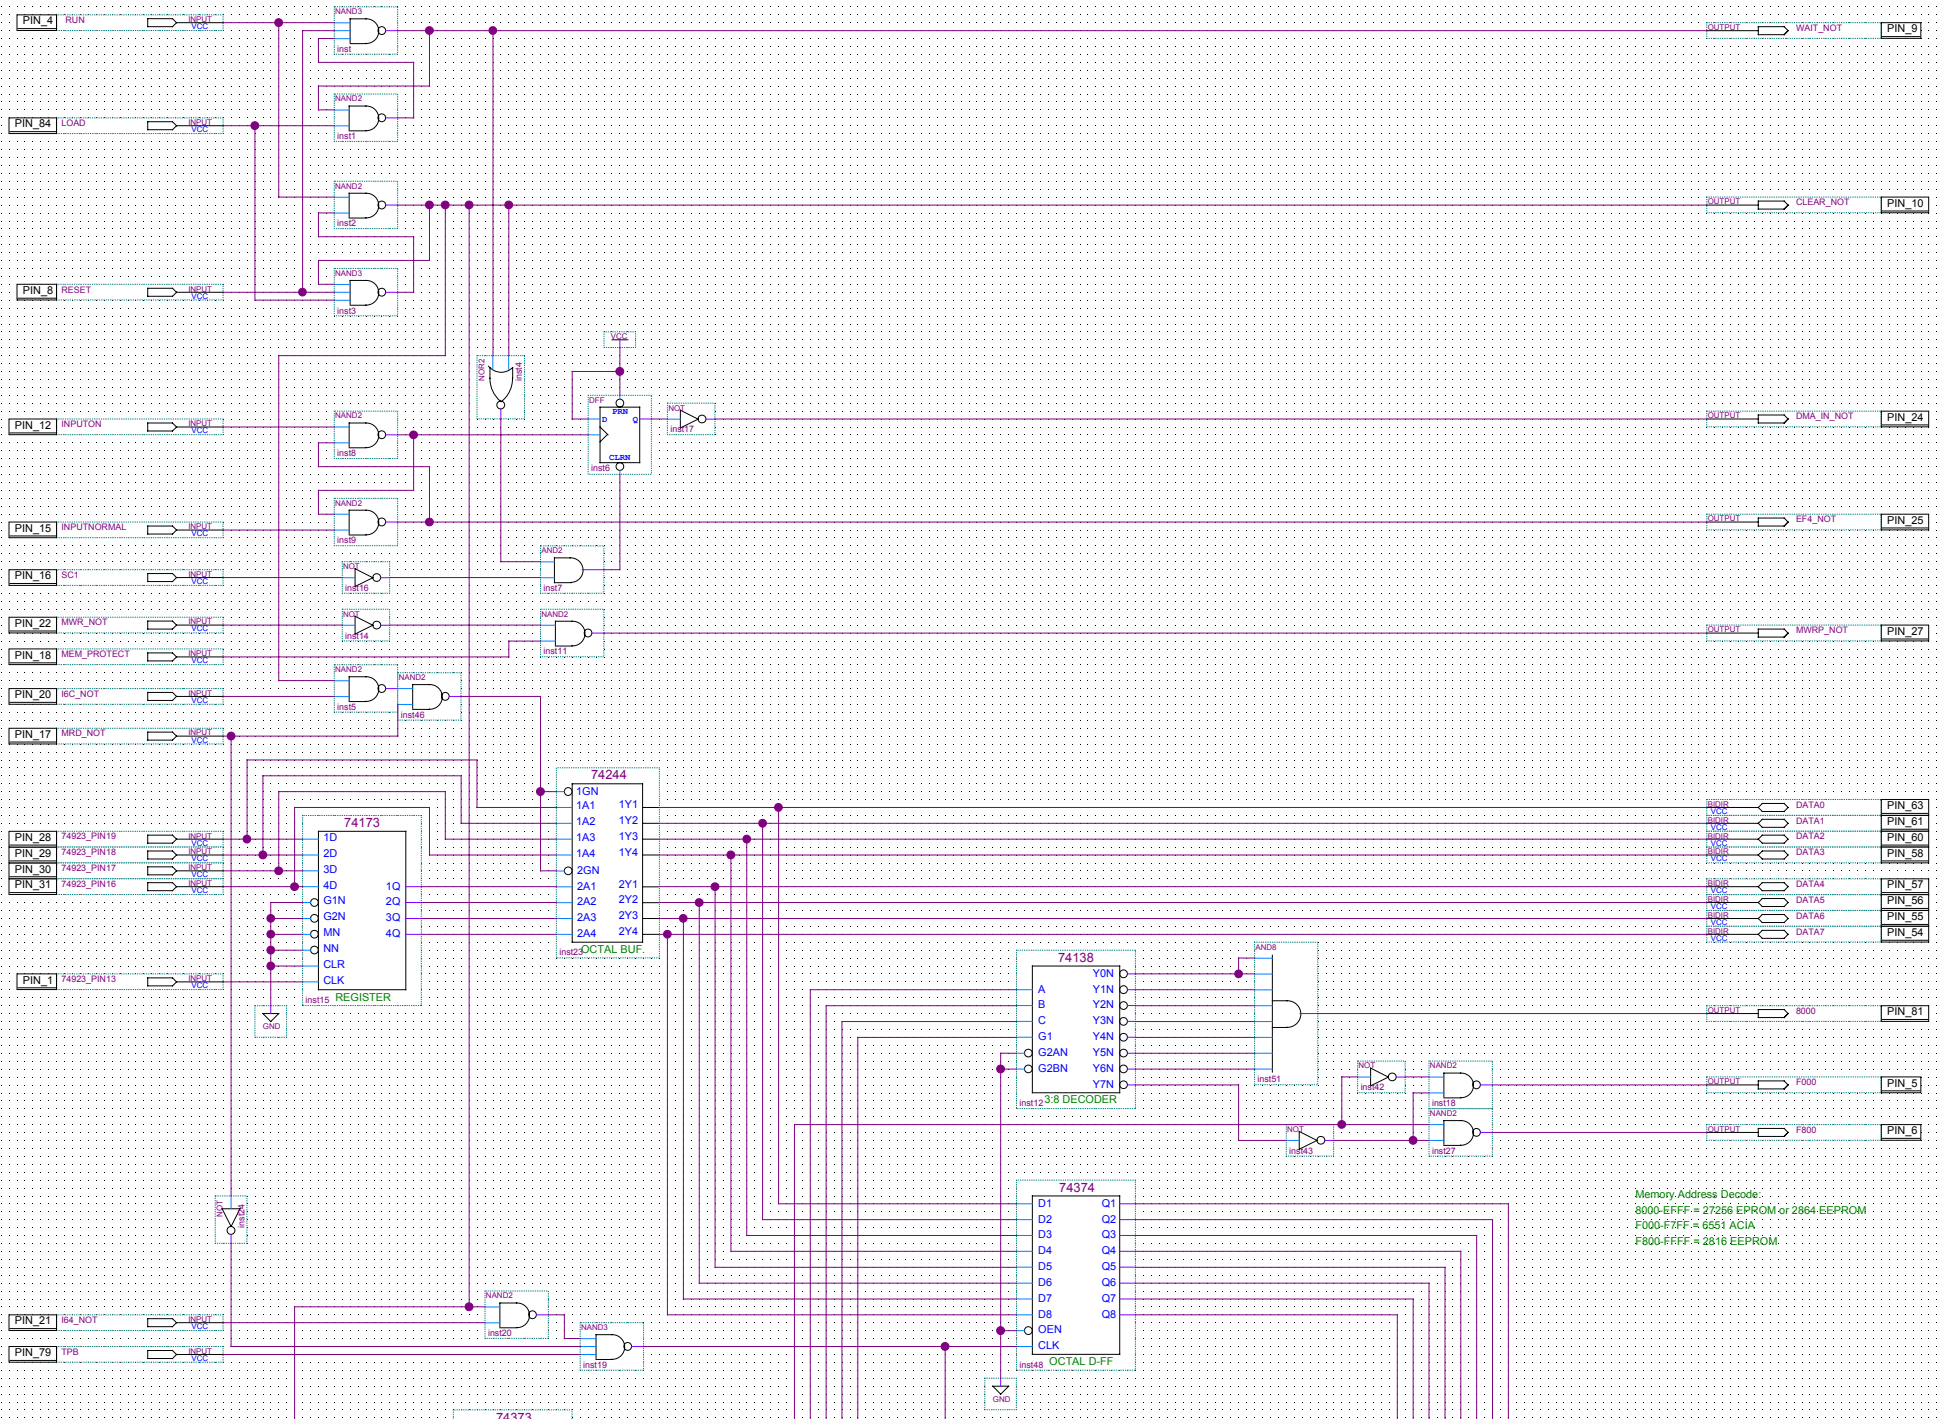 PIN_4 RUN INPUT VCC
NAND3
inst
OUTPUT WAIT_NOT PIN_9
NAND2
PIN_84 LOAD INPUT VCC
inst1
NAND2
inst2
OUTPUT CLEAR_NOT PIN_10
NAND3
PIN_8 RESET INPUT VCC
inst3
VCC
NOR2 inst4
DFF
PRN
D Q
CLRN
inst6
NOT
inst17
OUTPUT DMA_IN_NOT PIN_24
NAND2
PIN_12 INPUTON INPUT VCC
inst8
NAND2
PIN_15 INPUTNORMAL INPUT VCC
inst9
OUTPUT EF4_NOT PIN_25
AND2
inst7
PIN_16 SC1 INPUT VCC
NOT
inst16
PIN_22 MWR_NOT INPUT VCC
NOT
inst14
NAND2
inst11
OUTPUT MWRP_NOT PIN_27
PIN_18 MEM_PROTECT INPUT VCC
NAND2
inst5
NAND2
inst46
PIN_20 I6C_NOT INPUT VCC
PIN_17 MRD_NOT INPUT VCC
74244
1GN
1A1 1Y1
1A2 1Y2
1A3 1Y3
1A4 1Y4
2GN
2A1 2Y1
2A2 2Y2
2A3 2Y3
2A4 2Y4
inst23 OCTAL BUF.
BIDIR VCC DATA0 PIN_63
BIDIR VCC DATA1 PIN_61
BIDIR VCC DATA2 PIN_60
BIDIR VCC DATA3 PIN_58
BIDIR VCC DATA4 PIN_57
BIDIR VCC DATA5 PIN_56
BIDIR VCC DATA6 PIN_55
BIDIR VCC DATA7 PIN_54
PIN_28 74923_PIN19 INPUT VCC
PIN_29 74923_PIN18 INPUT VCC
PIN_30 74923_PIN17 INPUT VCC
PIN_31 74923_PIN16 INPUT VCC
PIN_1 74923_PIN13 INPUT VCC
74173
1D
2D
3D
4D 1Q
G1N 2Q
G2N 3Q
MN 4Q
NN
CLR
CLK
inst15 REGISTER
GND
74138
Y0N
A Y1N
B Y2N
C Y3N
G1 Y4N
G2AN Y5N
G2BN Y6N
Y7N
inst12 3:8 DECODER
AND8
inst51
OUTPUT 8000 PIN_81
NOT
inst42
NAND2
inst18
OUTPUT F000 PIN_5
NOT
inst43
NAND2
inst27
OUTPUT F800 PIN_6
74374
D1 Q1
D2 Q2
D3 Q3
D4 Q4
D5 Q5
D6 Q6
D7 Q7
D8 Q8
OEN
CLK
inst48 OCTAL D-FF
GND
Memory Address Decode:
8000-EFFF = 27256 EPROM or 2864 EEPROM
F000-F7FF = 6551 ACIA
F800-FFFF = 2816 EEPROM
NOT inst24
NAND2
inst20
PIN_21 I64_NOT INPUT VCC
NAND3
inst19
PIN_79 TPB INPUT VCC
74373